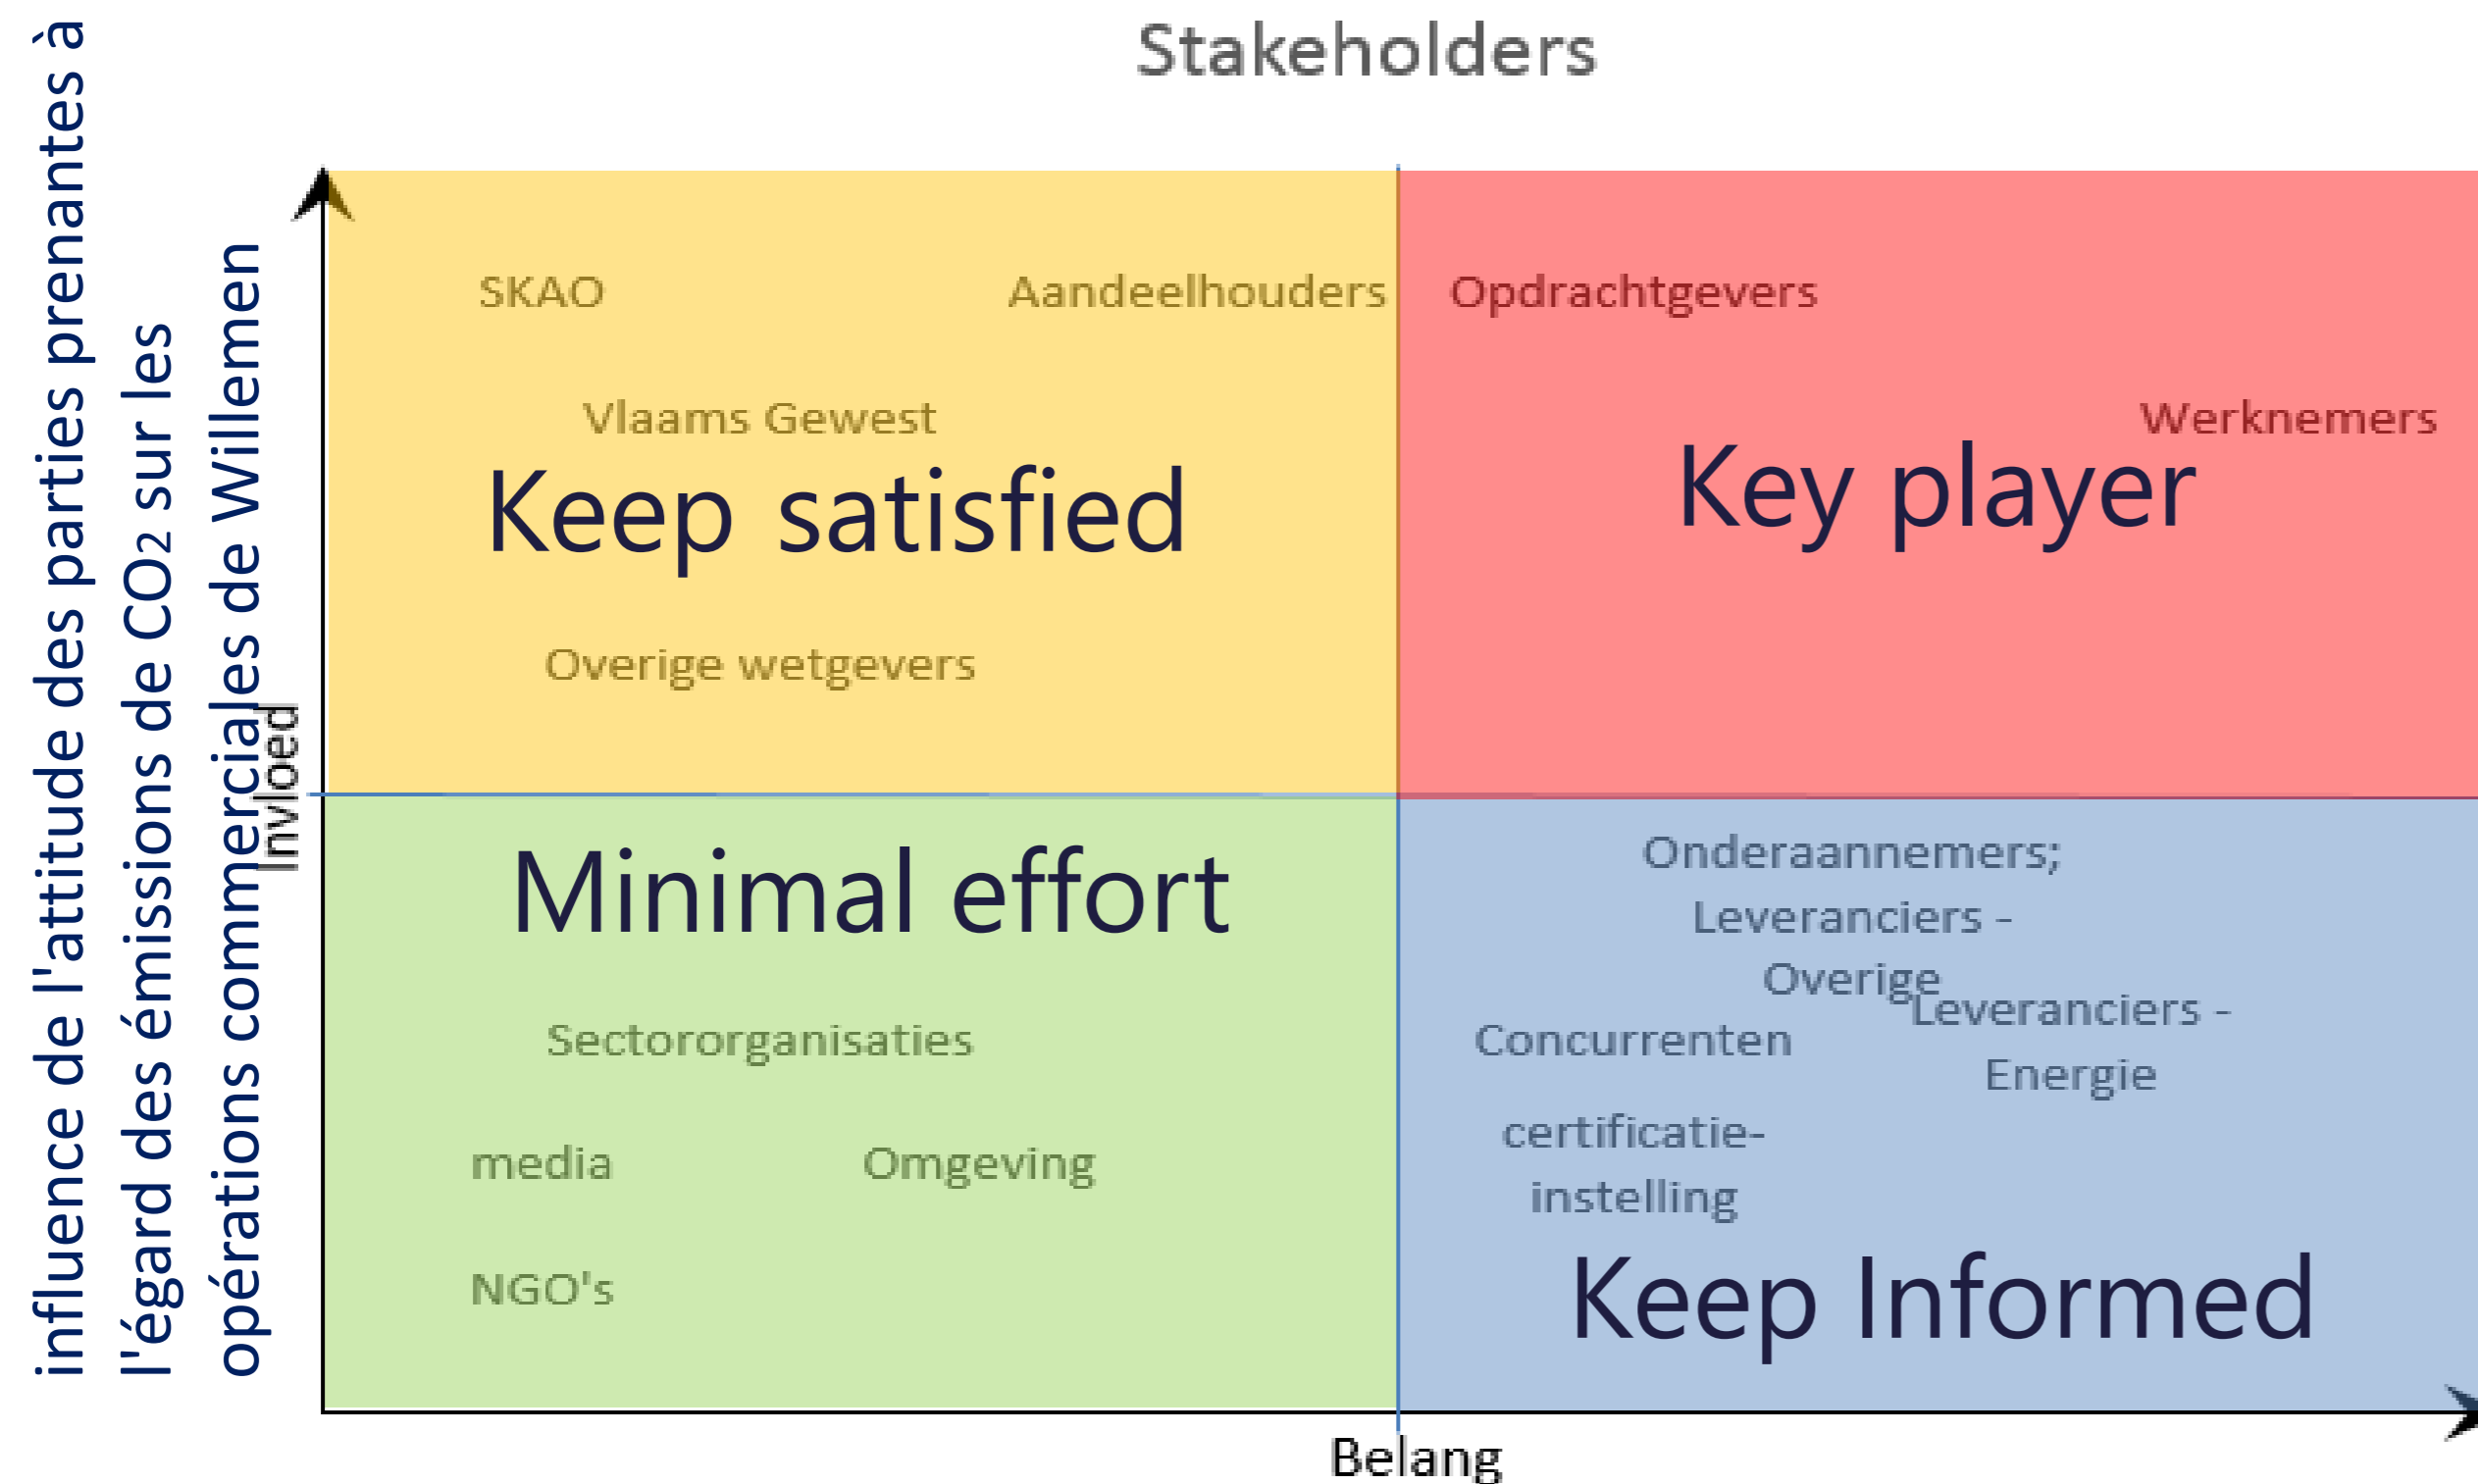 Stakeholders
influence de l'attitude des parties prenantes à
l'égard des émissions de CO2 sur les
opérations commerciales de Willemen
Invloed
SKAO
Aandeelhouders
Vlaams Gewest
Keep satisfied
Overige wetgevers
Opdrachtgevers
Werknemers
Key player
Minimal effort
Sectororganisaties
media
Omgeving
NGO's
Onderaannemers;
Leveranciers -
Overige
Leveranciers -
Energie
Concurrenten
certificatie-
instelling
Keep Informed
Belang